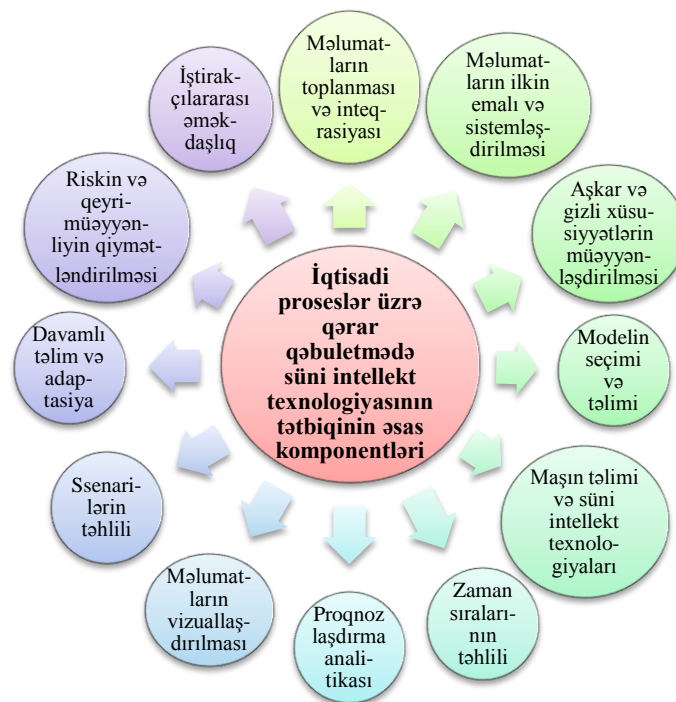 İqtisadi
proseslər üzrə
qərar
qəbuletmədə
süni intellekt
texnologiyasının
tətbiqinin əsas
komponentləri
Məlumat-
ların
toplanması
və inteq-
rasiyası
Məlumat-
ların ilkin
emalı və
sistemləş-
dirilməsi
Aşkar və
gizli xüsu-
siyyətlərin
müəyyən-
ləşdirilməsi
Modelin
seçimi
və
təlimi
Maşın təlimi
və süni
intellekt
texnolo-
giyaları
Zaman
sıraları-
nın
təhlili
Proqnoz
laşdırma
anali-
tikası
Məlumat-
ların
vizuallaş-
dırılması
Ssenari-
lərin
təhlili
Davamlı
təlim və
adap-
tasiya
Riskin və
qeyri-
müəyyən-
liyin qiymət-
ləndirilməsi
İştirak-
çılararası
əmək-
daşlıq